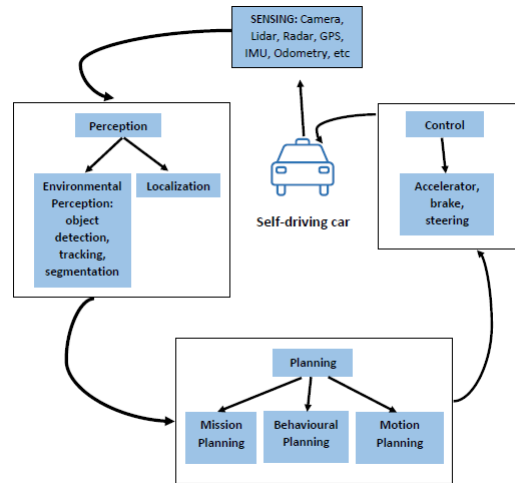 SENSING: Camera,
Lidar, Radar, GPS,
IMU, Odometry, etc
Perception
Environmental
Perception:
object
detection,
tracking,
segmentation
Localization
Self-driving car
Control
Accelerator,
brake,
steering
Planning
Mission
Planning
Behavioural
Planning
Motion
Planning